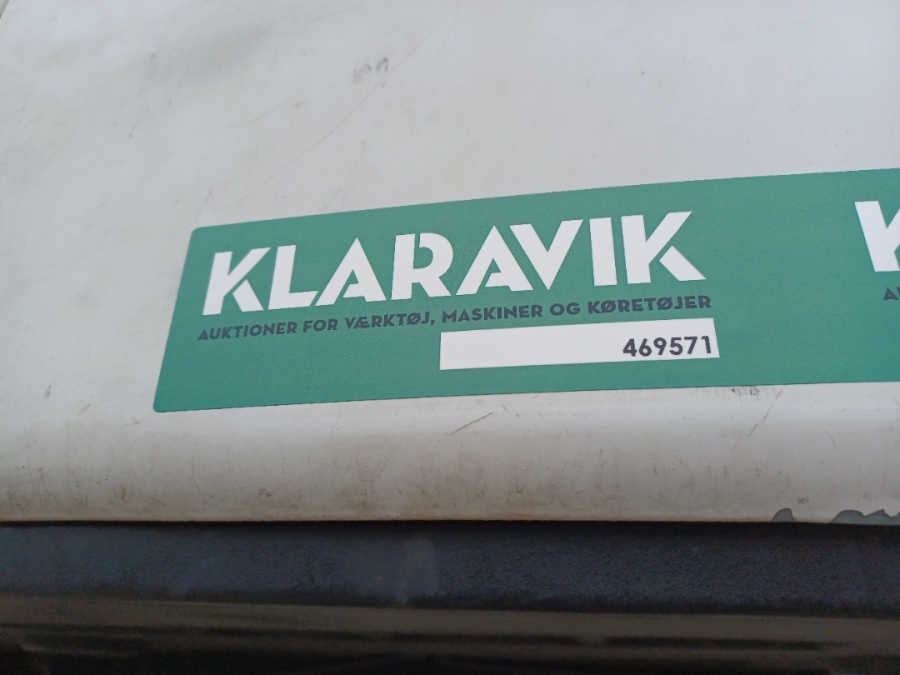 KLARAVIK
AUKTIONER FOR VÆRKTØJ, MASKINER OG KØRETØJER
469571